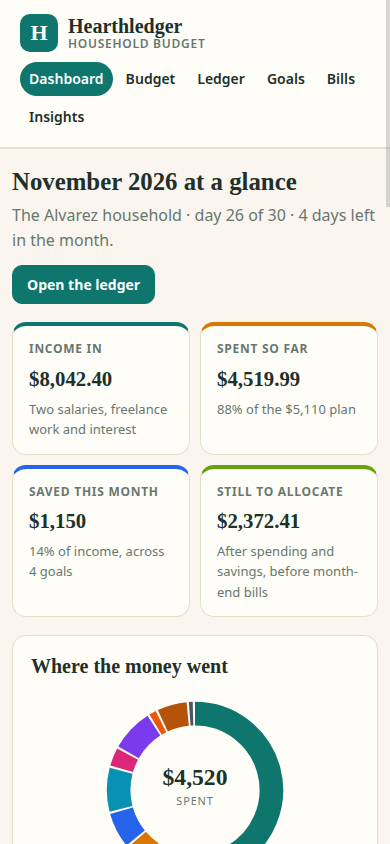 H
Hearthledger
HOUSEHOLD BUDGET
Dashboard Budget Ledger Goals Bills
Insights
November 2026 at a glance
The Alvarez household · day 26 of 30 · 4 days left
in the month.
Open the ledger
INCOME IN
$8,042.40
Two salaries, freelance
work and interest
SPENT SO FAR
$4,519.99
88% of the $5,110 plan
SAVED THIS MONTH
$1,150
14% of income, across
4 goals
STILL TO ALLOCATE
$2,372.41
After spending and
savings, before month-
end bills
Where the money went
$4,520
SPENT